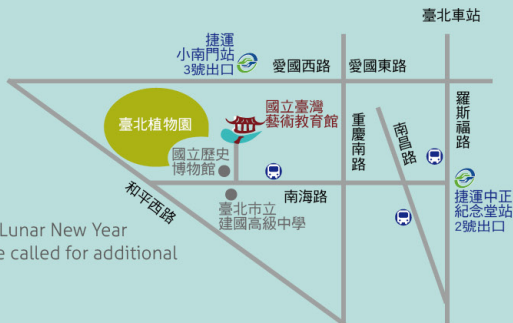 臺北車站
捷運
小南門站
3號出口
愛國西路
愛國東路
國立臺灣
藝術教育館
臺北植物園
重慶南路
南昌路
羅斯福路
國立歷史
博物館
和平西路
南海路
捷運中正
紀念堂站
2號出口
臺北市立
建國高級中學
Lunar New Year
e called for additional